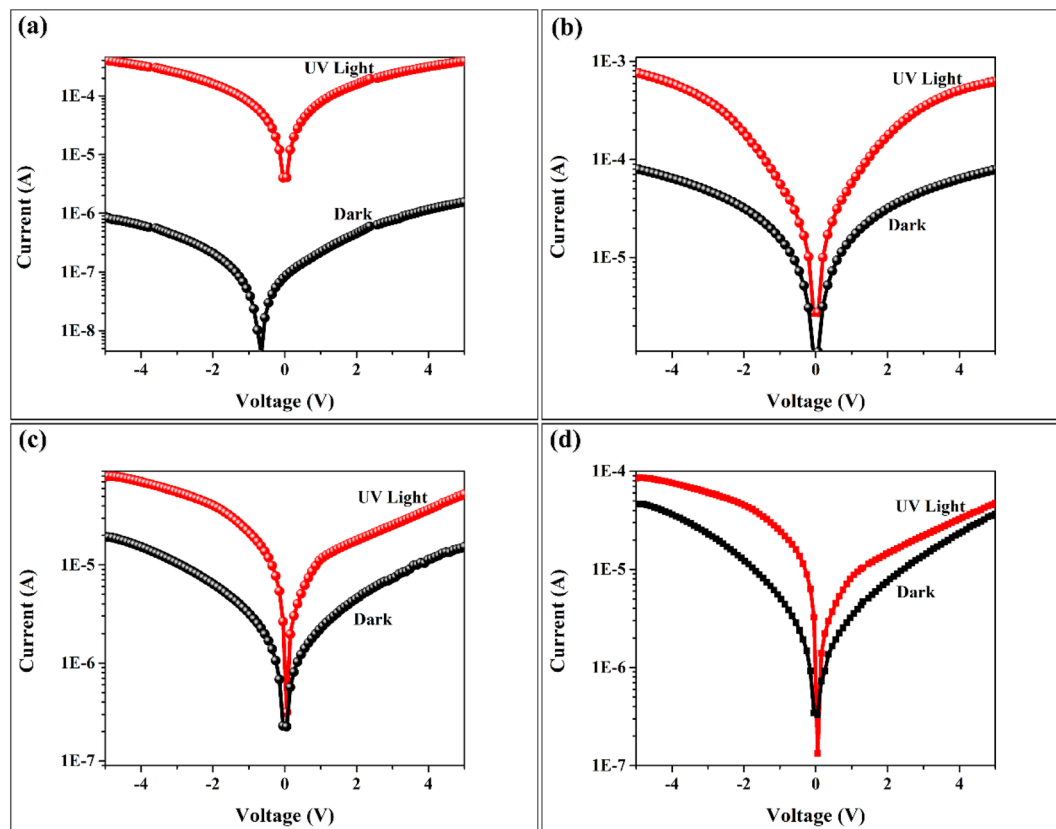 (a)
UV Light
1E-4
1E-5
Dark
1E-6
1E-7
1E-8
Current (A)
-4 -2 0 2 4
Voltage (V)
(b)
1E-3
UV Light
1E-4
Dark
1E-5
Current (A)
-4 -2 0 2 4
Voltage (V)
(c)
UV Light
1E-5
Dark
1E-6
1E-7
Current (A)
-4 -2 0 2 4
Voltage (V)
(d)
1E-4
UV Light
1E-5
Dark
1E-6
1E-7
Current (A)
-4 -2 0 2 4
Voltage (V)